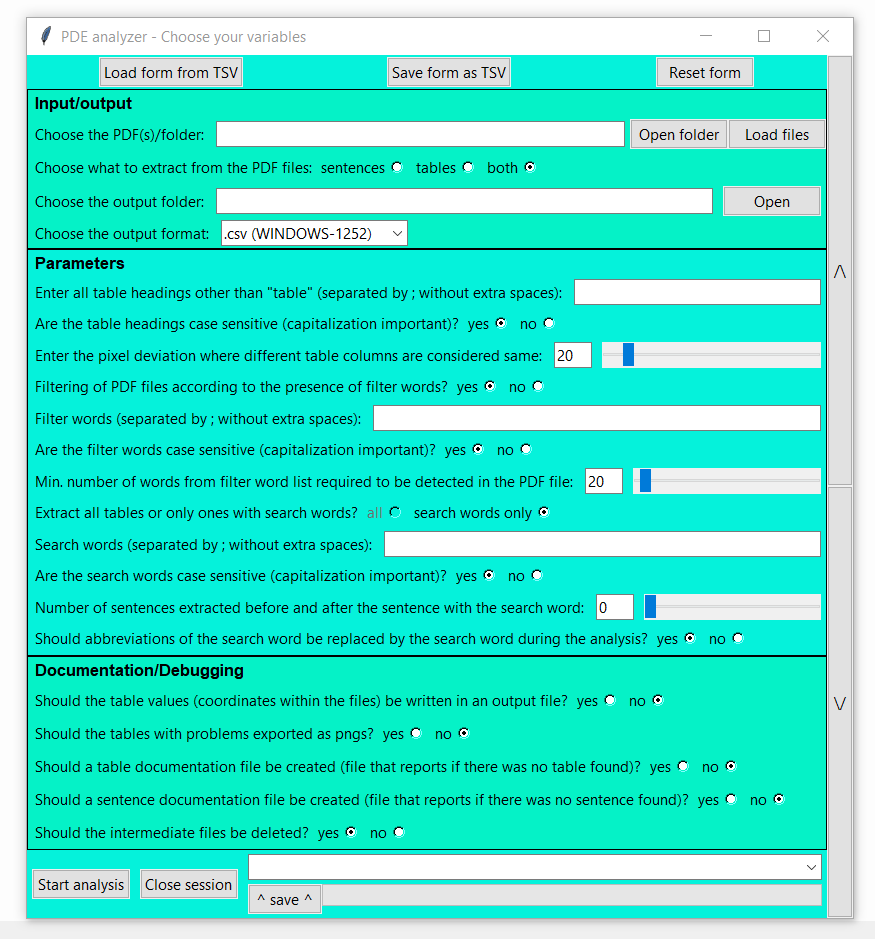 PDE analyzer - Choose your variables
Load form from TSV Save form as TSV Reset form
Input/output
Choose the PDF(s)/folder: Open folder Load files
Choose what to extract from the PDF files: sentences tables both
Choose the output folder: Open
Choose the output format: .csv (WINDOWS-1252)
/\
Parameters
Enter all table headings other than "table" (separated by ; without extra spaces):
Are the table headings case sensitive (capitalization important)? yes no
Enter the pixel deviation where different table columns are considered same: 20
Filtering of PDF files according to the presence of filter words? yes no
Filter words (separated by ; without extra spaces):
Are the filter words case sensitive (capitalization important)? yes no
Min. number of words from filter word list required to be detected in the PDF file: 20
Extract all tables or only ones with search words? all search words only
Search words (separated by ; without extra spaces):
Are the search words case sensitive (capitalization important)? yes no
Number of sentences extracted before and after the sentence with the search word: 0
Should abbreviations of the search word be replaced by the search word during the analysis? yes no
Documentation/Debugging
Should the table values (coordinates within the files) be written in an output file? yes no
\/
Should the tables with problems exported as pngs? yes no
Should a table documentation file be created (file that reports if there was no table found)? yes no
Should a sentence documentation file be created (file that reports if there was no sentence found)? yes no
Should the intermediate files be deleted? yes no
Start analysis Close session
^ save ^